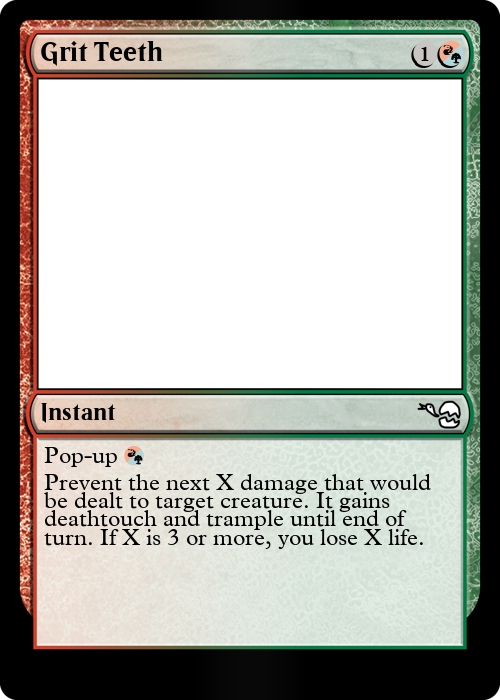 Grit Teeth 1
Instant
Pop-up
Prevent the next X damage that would
be dealt to target creature. It gains
deathtouch and trample until end of
turn. If X is 3 or more, you lose X life.